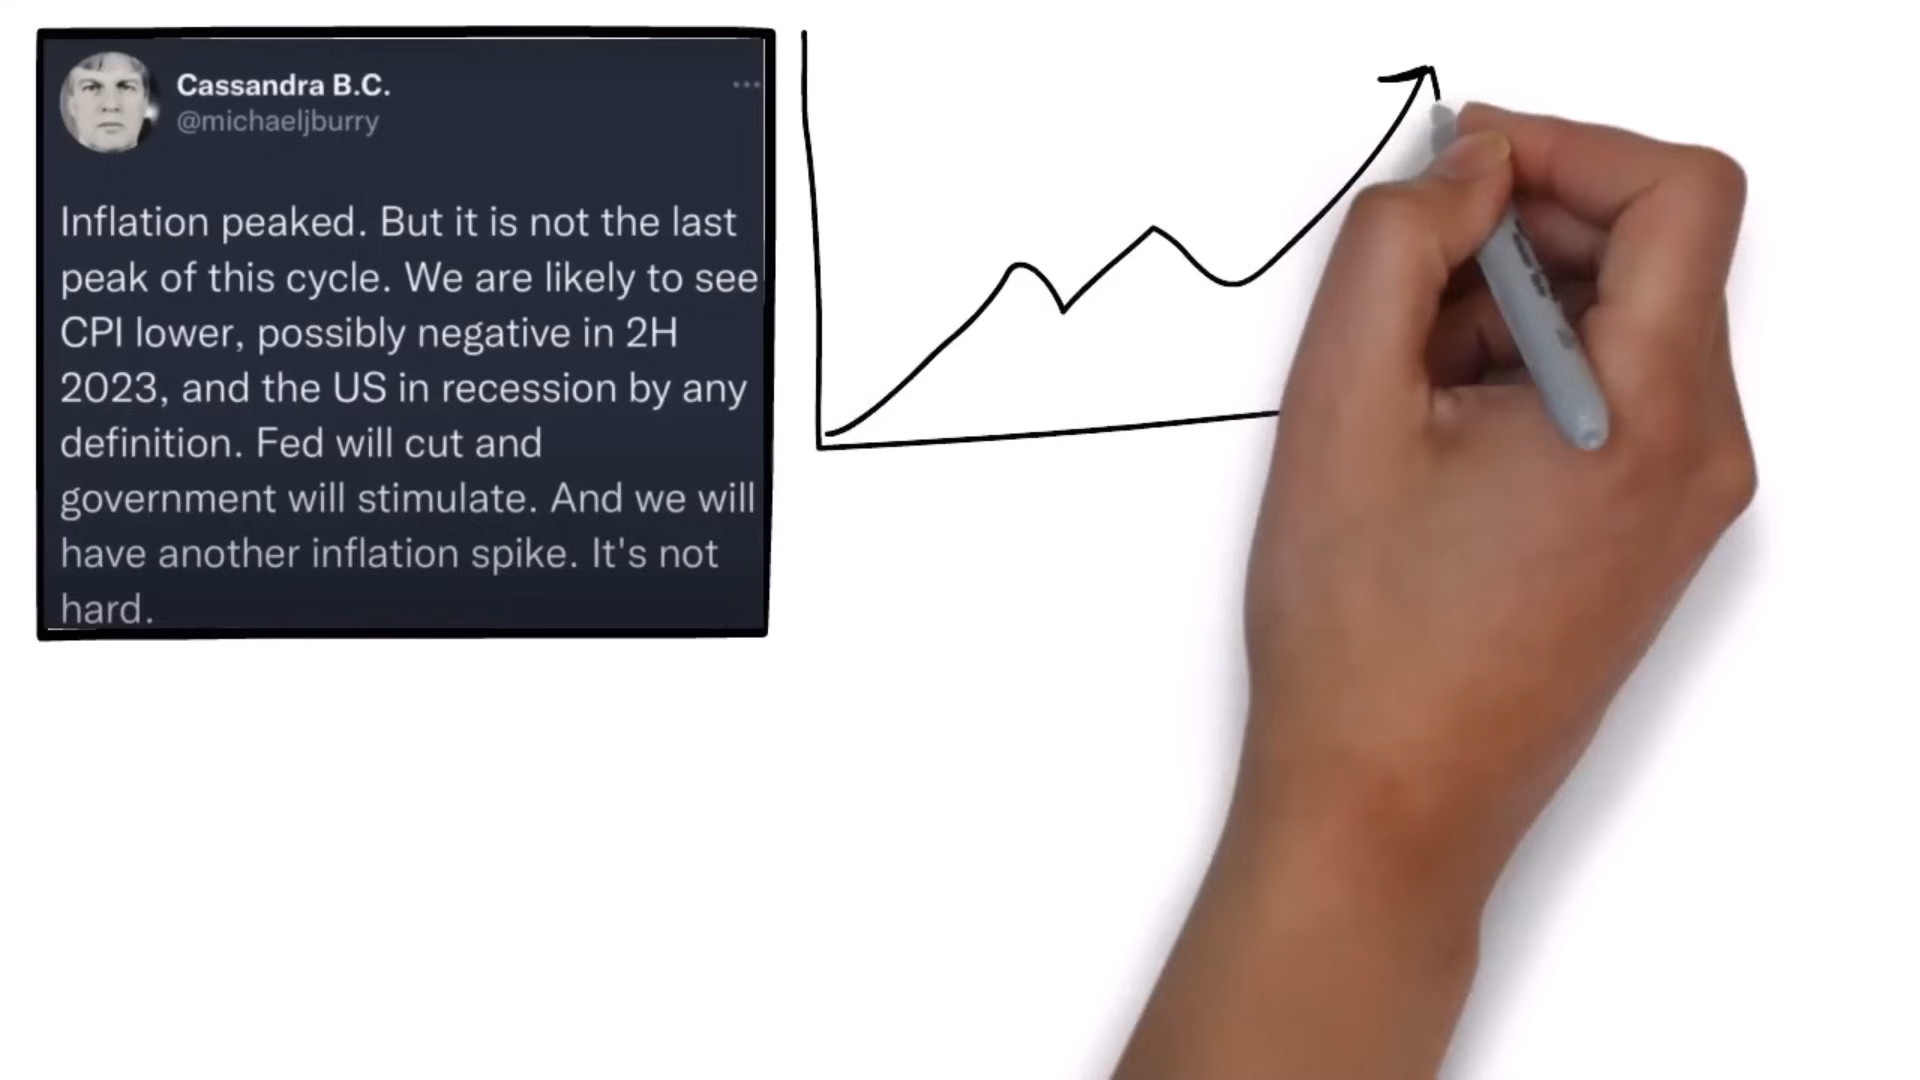 Cassandra B.C.
@michaeljburry
Inflation peaked. But it is not the last
peak of this cycle. We are likely to see
CPI lower, possibly negative in 2H
2023, and the US in recession by any
definition. Fed will cut and
government will stimulate. And we will
have another inflation spike. It's not
hard.